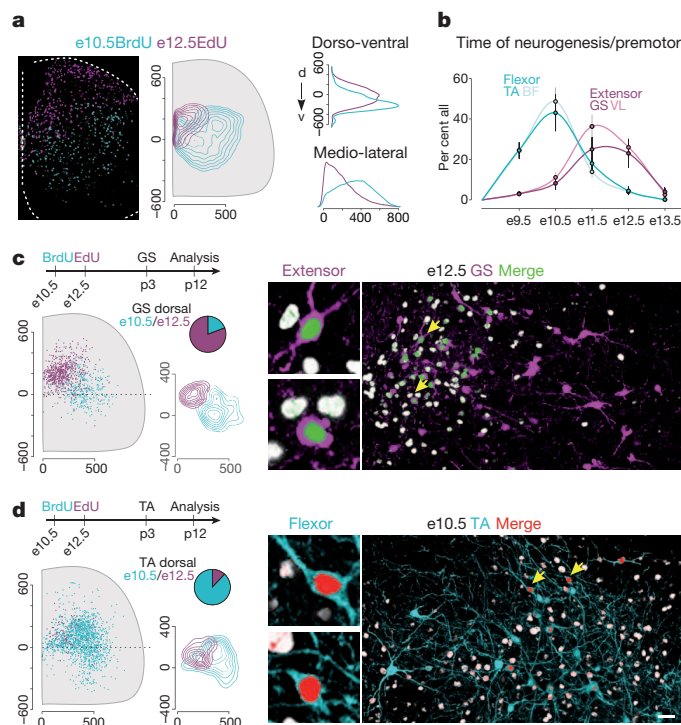 a
e10.5BrdU e12.5EdU
600
0
−600
0
500
Dorso-ventral
d
v
600
0
600
Medio-lateral
0
400
800
b
Time of neurogenesis/premotor
Flexor
TA BF
Extensor
GS VL
Per cent all
60
40
20
0
e9.5
e10.5
e11.5
e12.5
e13.5
c
BrdU EdU
GS
Analysis
e10.5
e12.5
p3
p12
GS dorsal
e10.5/e12.5
600
0
−600
0
500
400
0
−400
0
500
Extensor
e12.5 GS Merge
d
BrdU EdU
TA
Analysis
e10.5
e12.5
p3
p12
TA dorsal
e10.5/e12.5
600
0
−600
0
500
400
0
−400
0
500
Flexor
e10.5 TA Merge